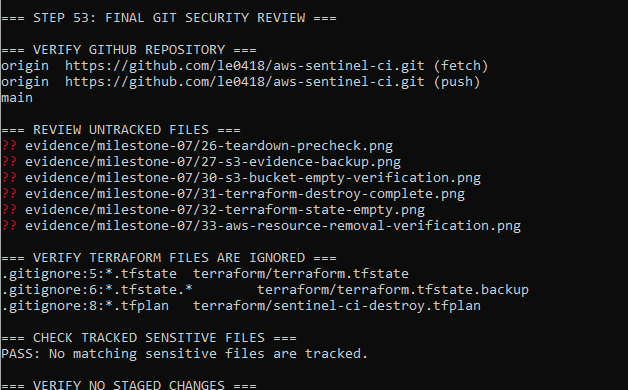 === STEP 53: FINAL GIT SECURITY REVIEW ===
=== VERIFY GITHUB REPOSITORY ===
origin  https://github.com/le0418/aws-sentinel-ci.git (fetch)
origin  https://github.com/le0418/aws-sentinel-ci.git (push)
main
=== REVIEW UNTRACKED FILES ===
?? evidence/milestone-07/26-teardown-precheck.png
?? evidence/milestone-07/27-s3-evidence-backup.png
?? evidence/milestone-07/30-s3-bucket-empty-verification.png
?? evidence/milestone-07/31-terraform-destroy-complete.png
?? evidence/milestone-07/32-terraform-state-empty.png
?? evidence/milestone-07/33-aws-resource-removal-verification.png
=== VERIFY TERRAFORM FILES ARE IGNORED ===
.gitignore:5:*.tfstate  terraform/terraform.tfstate
.gitignore:6:*.tfstate.*        terraform/terraform.tfstate.backup
.gitignore:8:*.tfplan   terraform/sentinel-ci-destroy.tfplan
=== CHECK TRACKED SENSITIVE FILES ===
PASS: No matching sensitive files are tracked.
=== VERIFY NO STAGED CHANGES ===